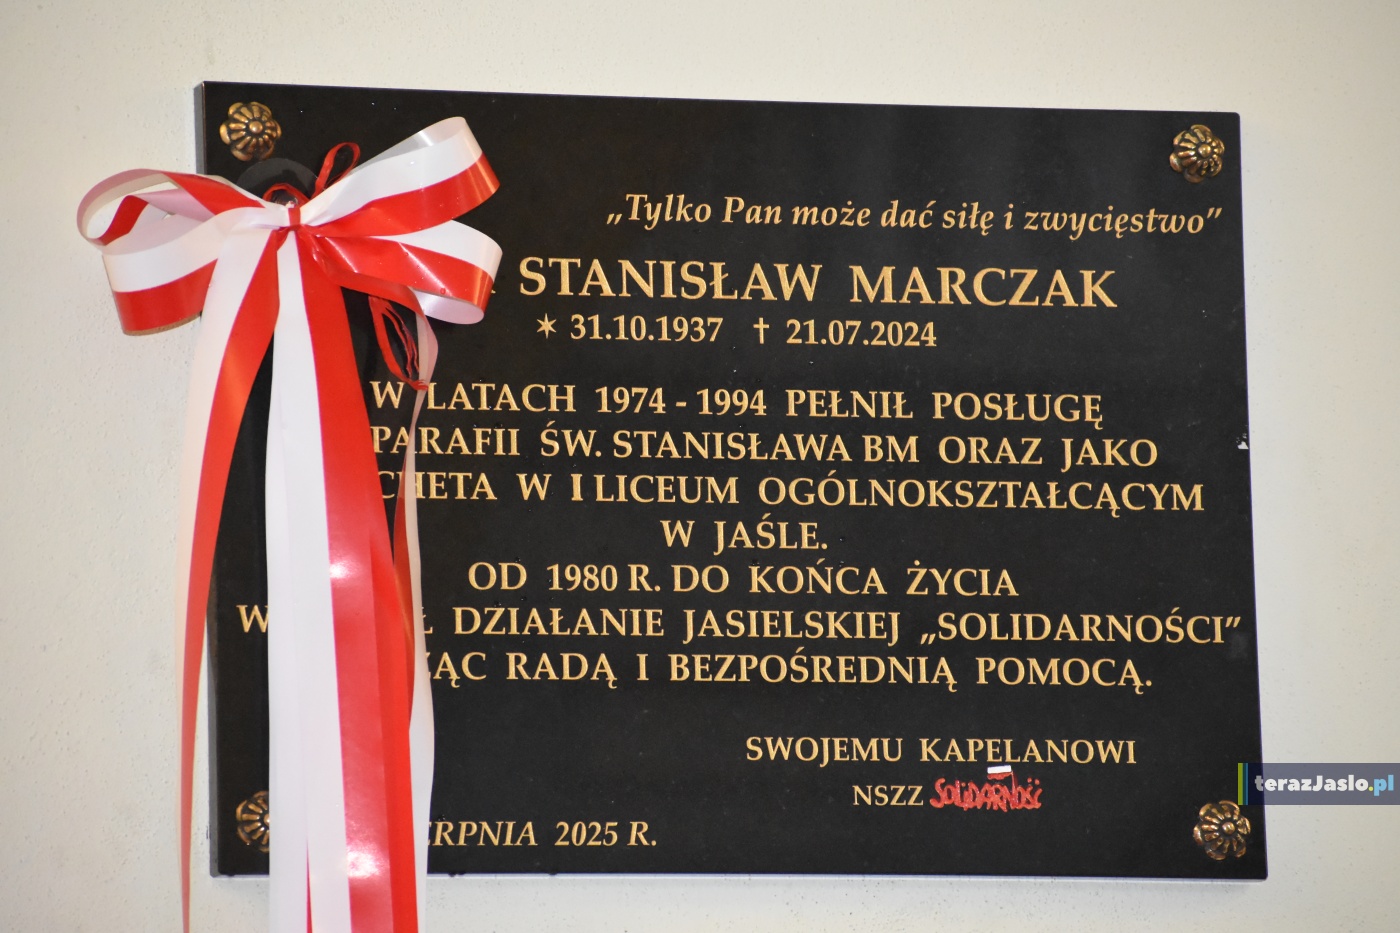 „Tylko Pan może dać siłę i zwycięstwo”
STANISŁAW MARCZAK
✶ 31.10.1937 † 21.07.2024
W LATACH 1974 - 1994 PEŁNIŁ POSŁUGĘ
PARAFII ŚW. STANISŁAWA BM ORAZ JAKO
W I LICEUM OGÓLNOKSZTAŁCĄCYM
W JAŚLE.
OD 1980 R. DO KOŃCA ŻYCIA
DZIAŁANIE JASIELSKIEJ „SOLIDARNOŚCI”
RADĄ I BEZPOŚREDNIĄ POMOCĄ.
SWOJEMU KAPELANOWI
NSZZ SOLIDARNOŚĆ
2025 R.
terazJaslo.pl